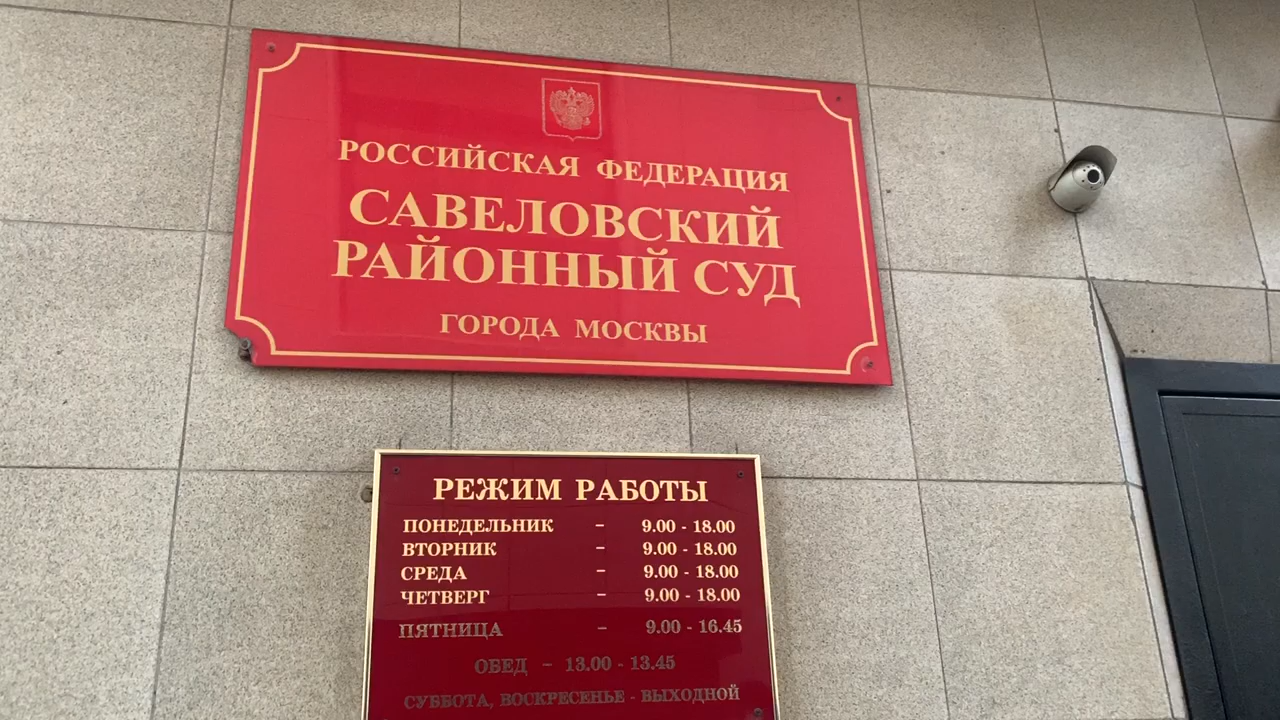 РОССИЙСКАЯ ФЕДЕРАЦИЯ
САВЕЛОВСКИЙ
РАЙОННЫЙ СУД
ГОРОДА МОСКВЫ
РЕЖИМ РАБОТЫ
ПОНЕДЕЛЬНИК - 9.00 - 18.00
ВТОРНИК - 9.00 - 18.00
СРЕДА - 9.00 - 18.00
ЧЕТВЕРГ - 9.00 - 18.00
ПЯТНИЦА - 9.00 - 16.45
ОБЕД - 13.00 - 13.45
СУББОТА, ВОСКРЕСЕНЬЕ - ВЫХОДНОЙ